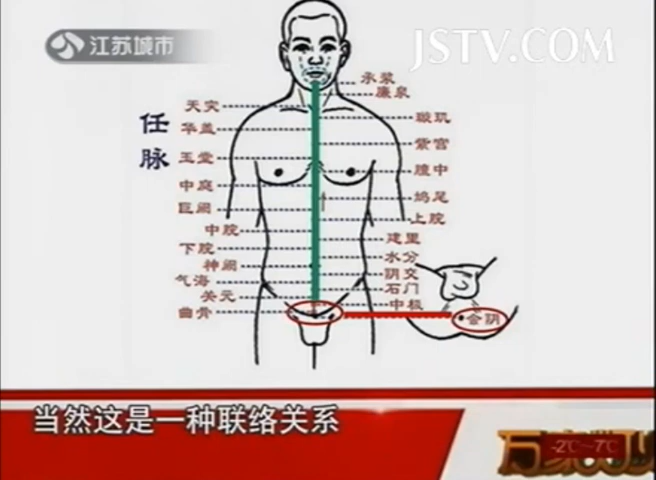 江苏城市
JSTV.COM
任脉
承浆
廉泉
天突
璇玑
华盖
紫宫
玉堂
膻中
中庭
鸠尾
巨阙
上脘
中脘
建里
下脘
水分
神阙
阴交
气海
石门
关元
中极
曲骨
会阴
当然这是一种联络关系
-2℃~7℃